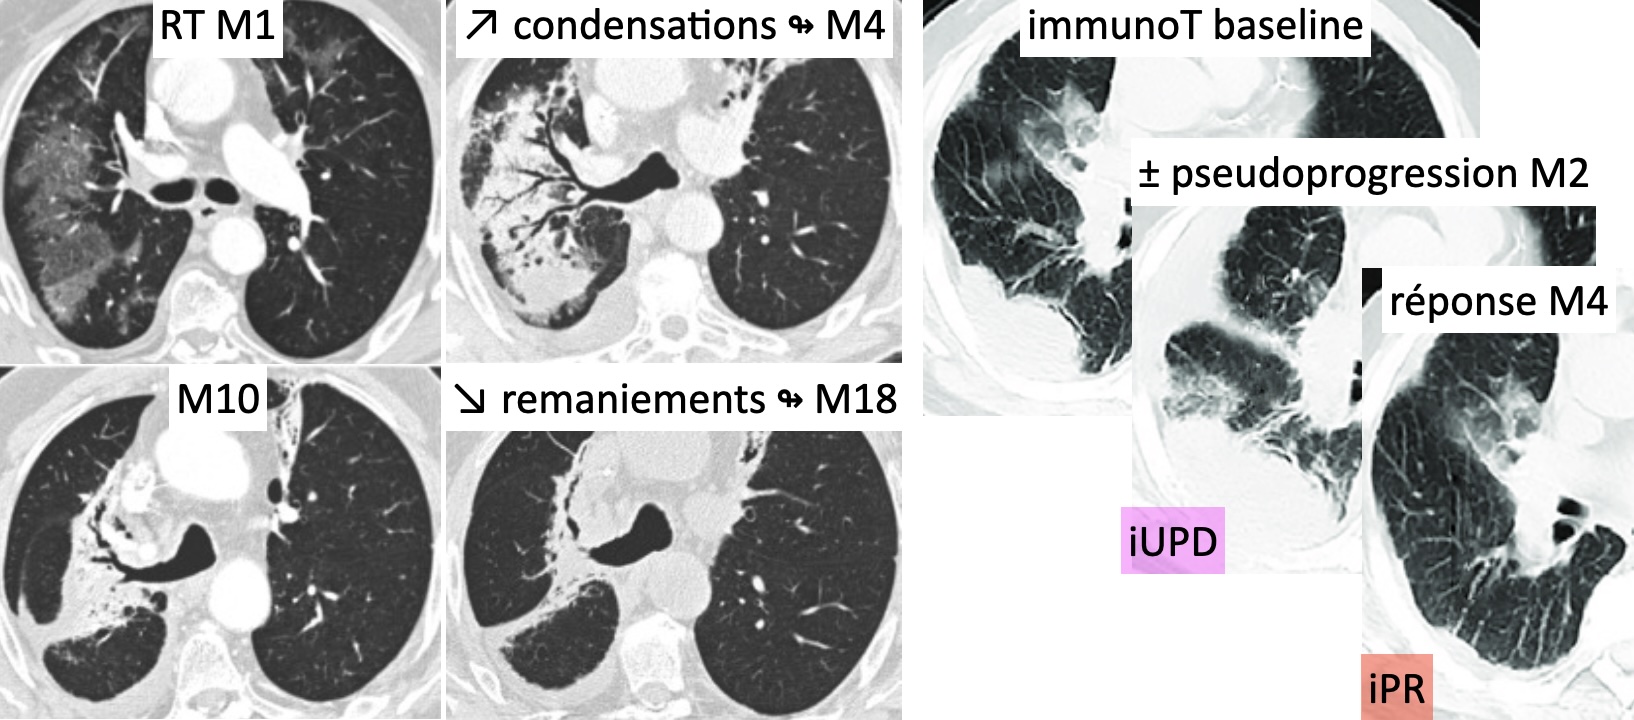 RT M1
↗ condensations ↬ M4
M10
↘ remaniements ↬ M18
immunoT baseline
± pseudoprogression M2
réponse M4
iUPD
iPR